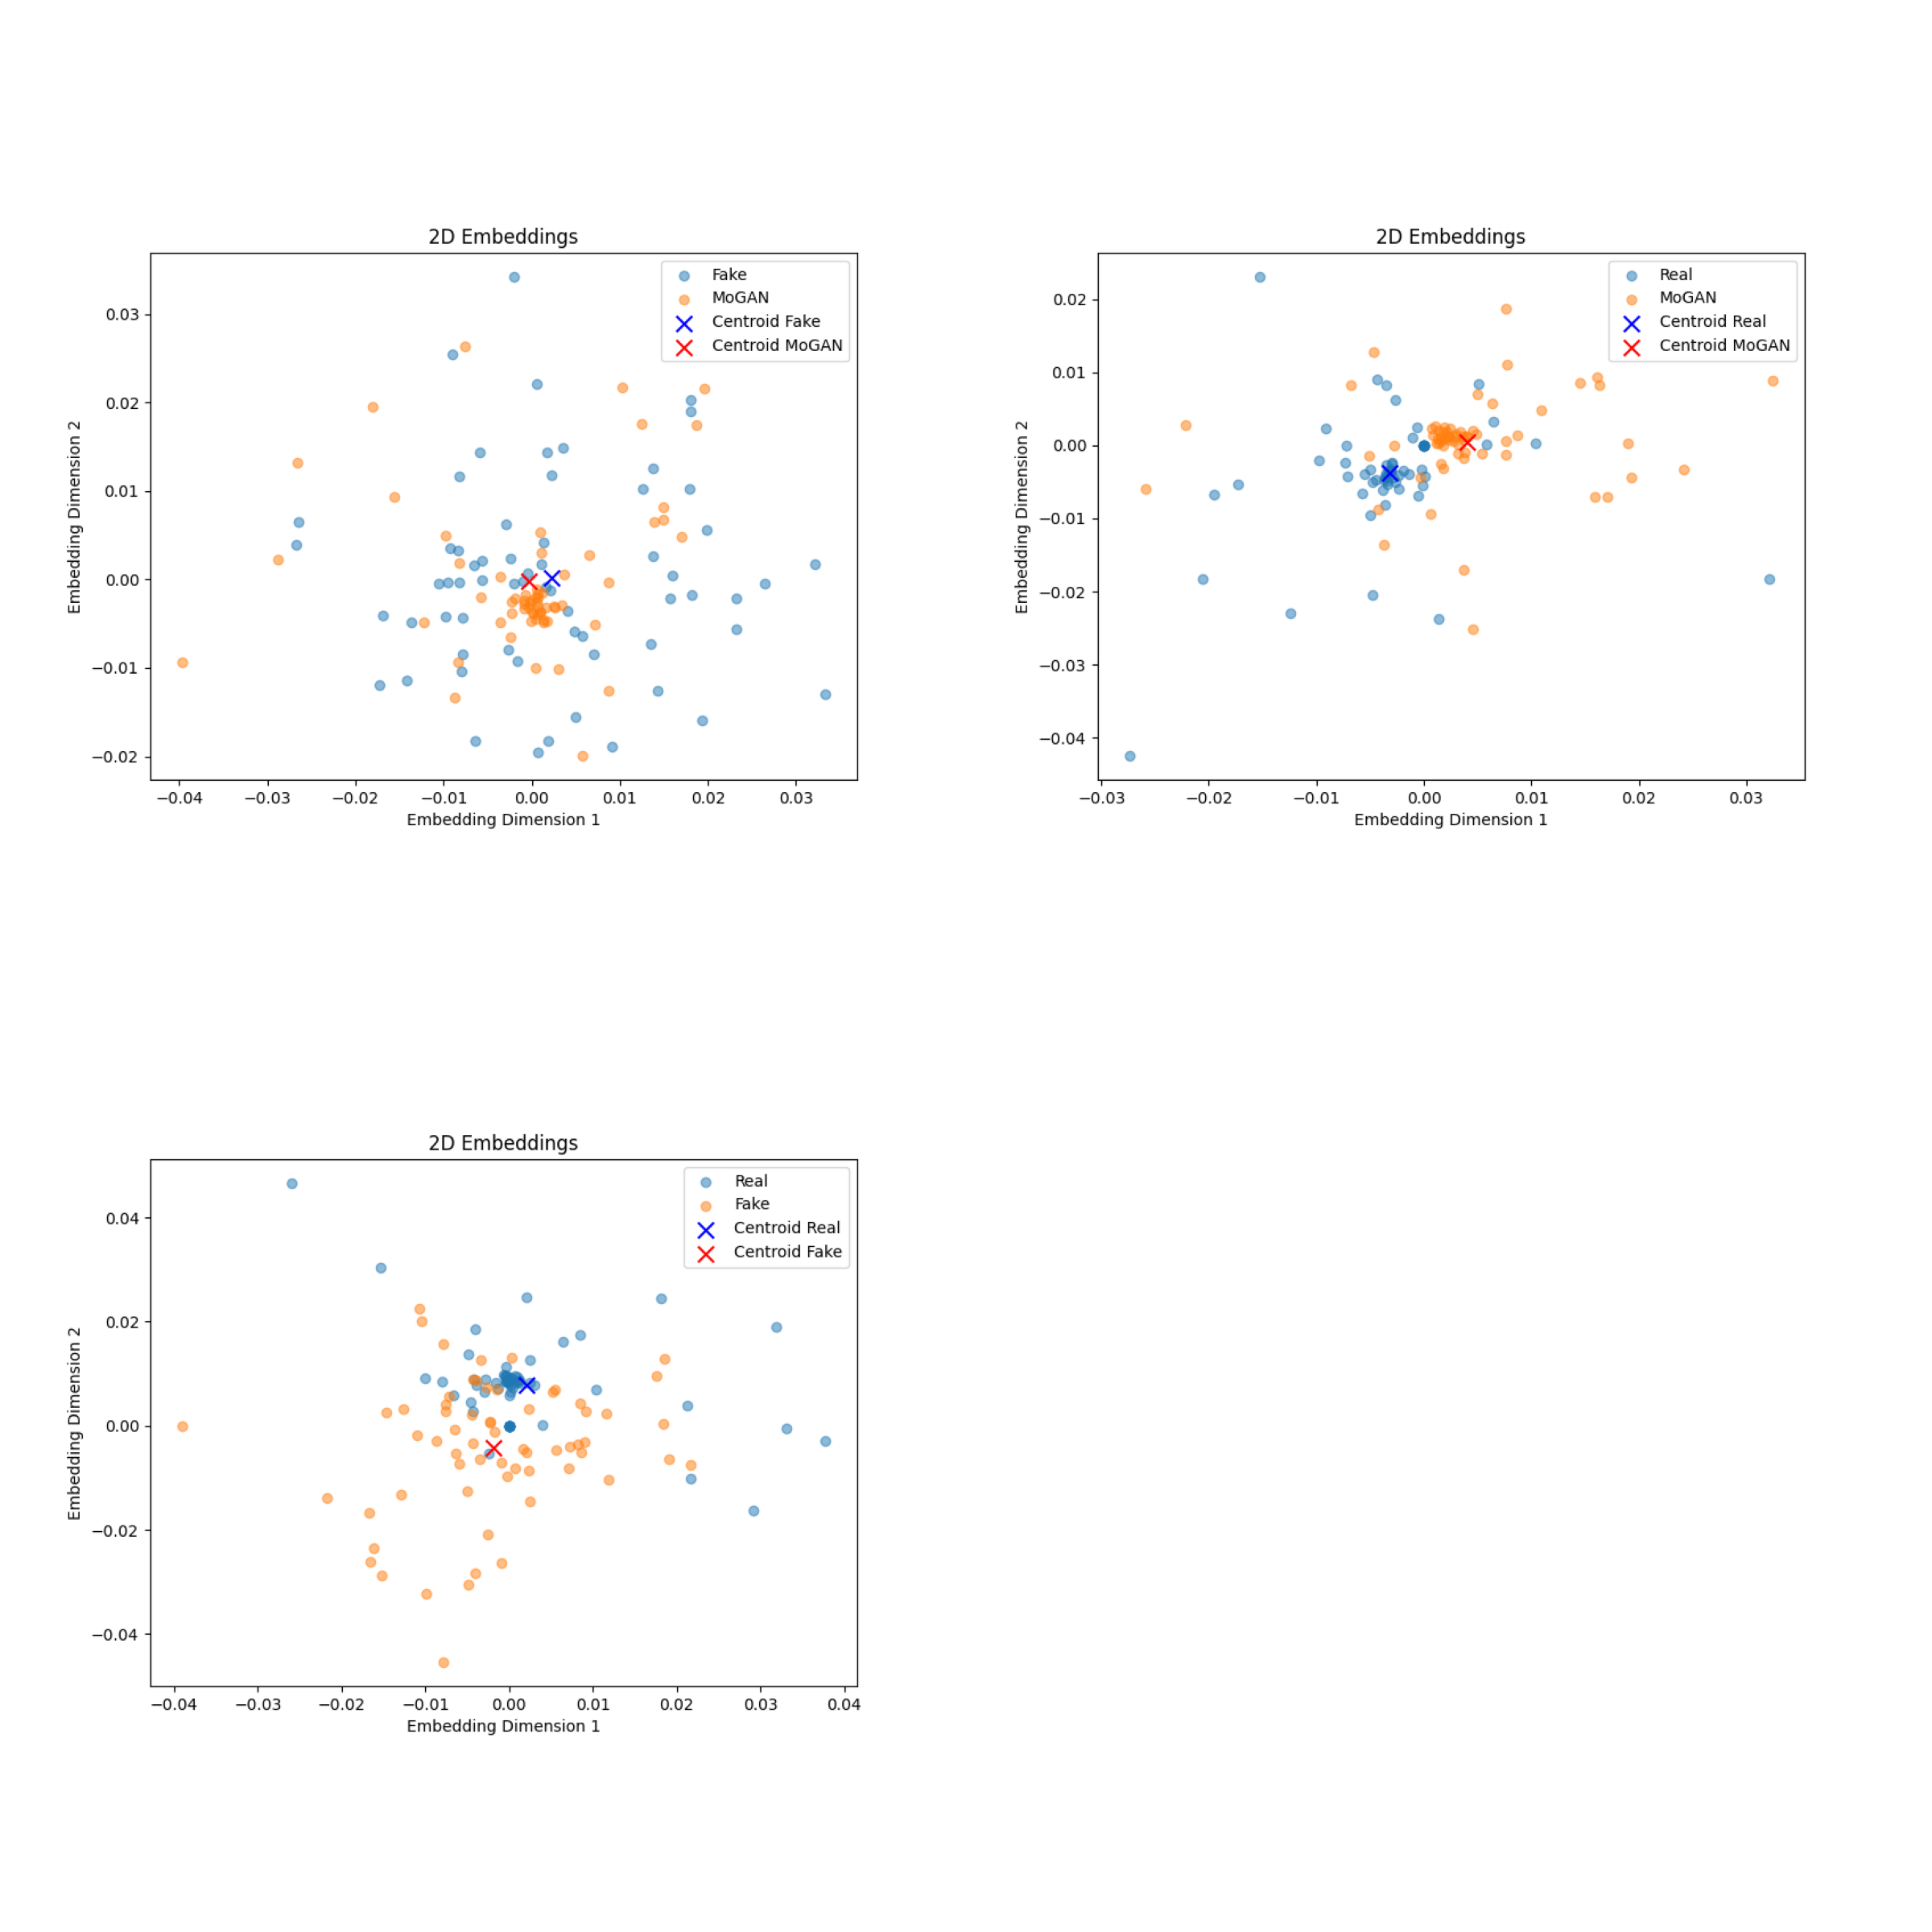 2D Embeddings
Fake
MoGAN
Centroid Fake
Centroid MoGAN
0.03
0.02
0.01
0.00
−0.01
−0.02
Embedding Dimension 2
−0.04 −0.03 −0.02 −0.01 0.00 0.01 0.02 0.03
Embedding Dimension 1
2D Embeddings
Real
MoGAN
Centroid Real
Centroid MoGAN
0.02
0.01
0.00
−0.01
−0.02
−0.03
−0.04
Embedding Dimension 2
−0.03 −0.02 −0.01 0.00 0.01 0.02 0.03
Embedding Dimension 1
2D Embeddings
Real
Fake
Centroid Real
Centroid Fake
0.04
0.02
0.00
−0.02
−0.04
Embedding Dimension 2
−0.04 −0.03 −0.02 −0.01 0.00 0.01 0.02 0.03 0.04
Embedding Dimension 1